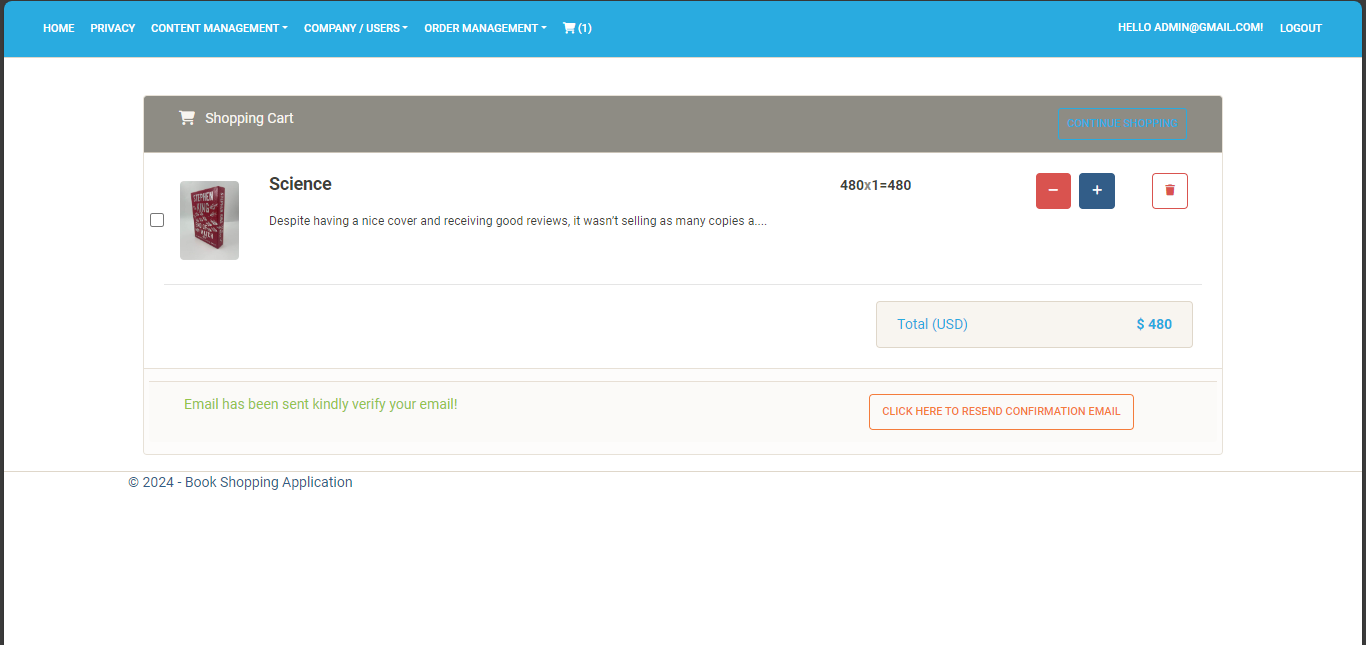 HOME PRIVACY CONTENT MANAGEMENT COMPANY / USERS ORDER MANAGEMENT (1) HELLO ADMIN@GMAIL.COM! LOGOUT
Shopping Cart CONTINUE SHOPPING
Science 480x1=480
STEPHEN
KING
Despite having a nice cover and receiving good reviews, it wasn't selling as many copies a....
Total (USD) $ 480
Email has been sent kindly verify your email! CLICK HERE TO RESEND CONFIRMATION EMAIL
© 2024 - Book Shopping Application